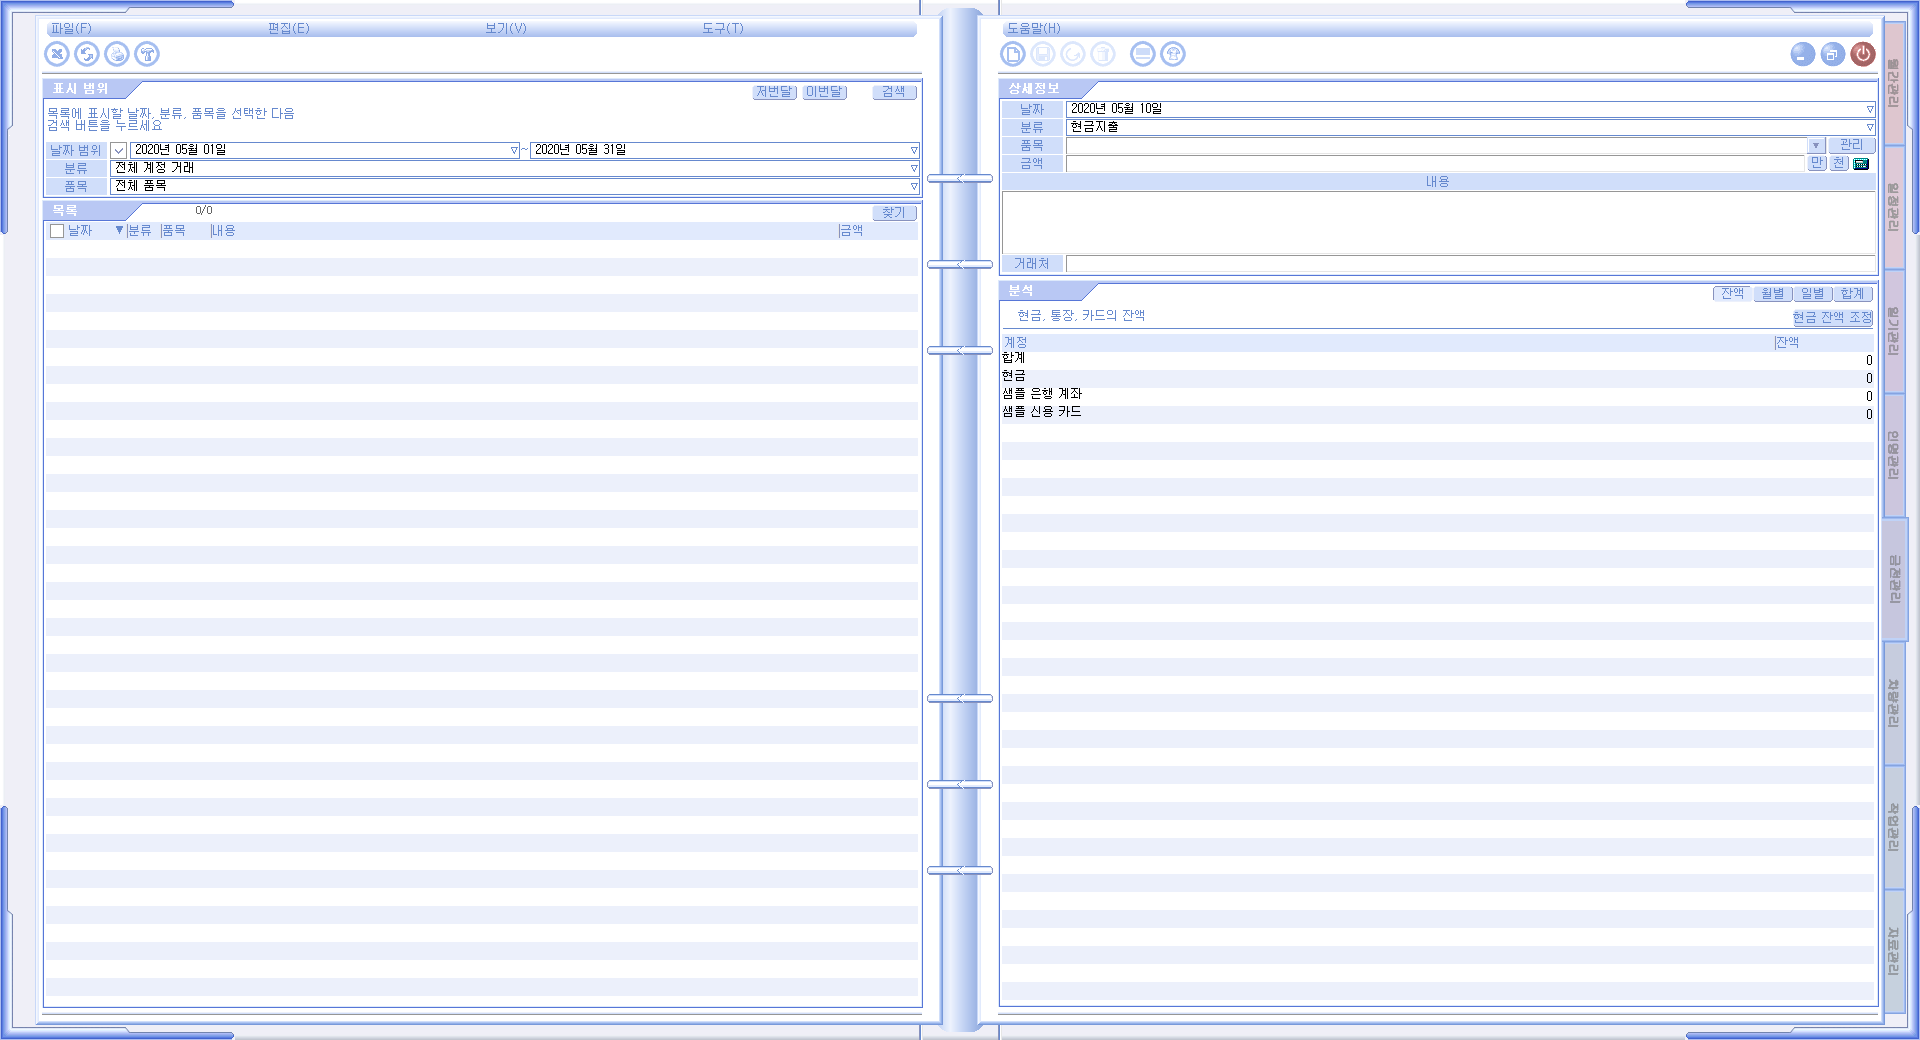 파일(F) 편집(E) 보기(V) 도구(T)
표시 범위
저번달 이번달 검색
목록에 표시할 날짜, 분류, 품목을 선택한 다음
검색 버튼을 누르세요
날짜 범위 2020년 05월 01일 ~ 2020년 05월 31일
분류 전체 계정 거래
품목 전체 품목
목록 0/0 찾기
날짜 ▼ 분류 품목 내용 금액
도움말(H)
상세정보
날짜 2020년 05월 10일
분류 현금지출
품목 관리
금액 만 천
내용
거래처
분석 잔액 월별 일별 합계
현금, 통장, 카드의 잔액 현금 잔액 조정
계정 잔액
합계 0
현금 0
샘플 은행 계좌 0
샘플 신용 카드 0
월간관리
일정관리
일기관리
인명관리
금전관리
차량관리
작업관리
자료관리